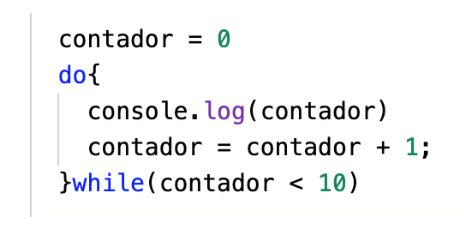 contador = 0
do{
console.log(contador)
contador = contador + 1;
}while(contador < 10)